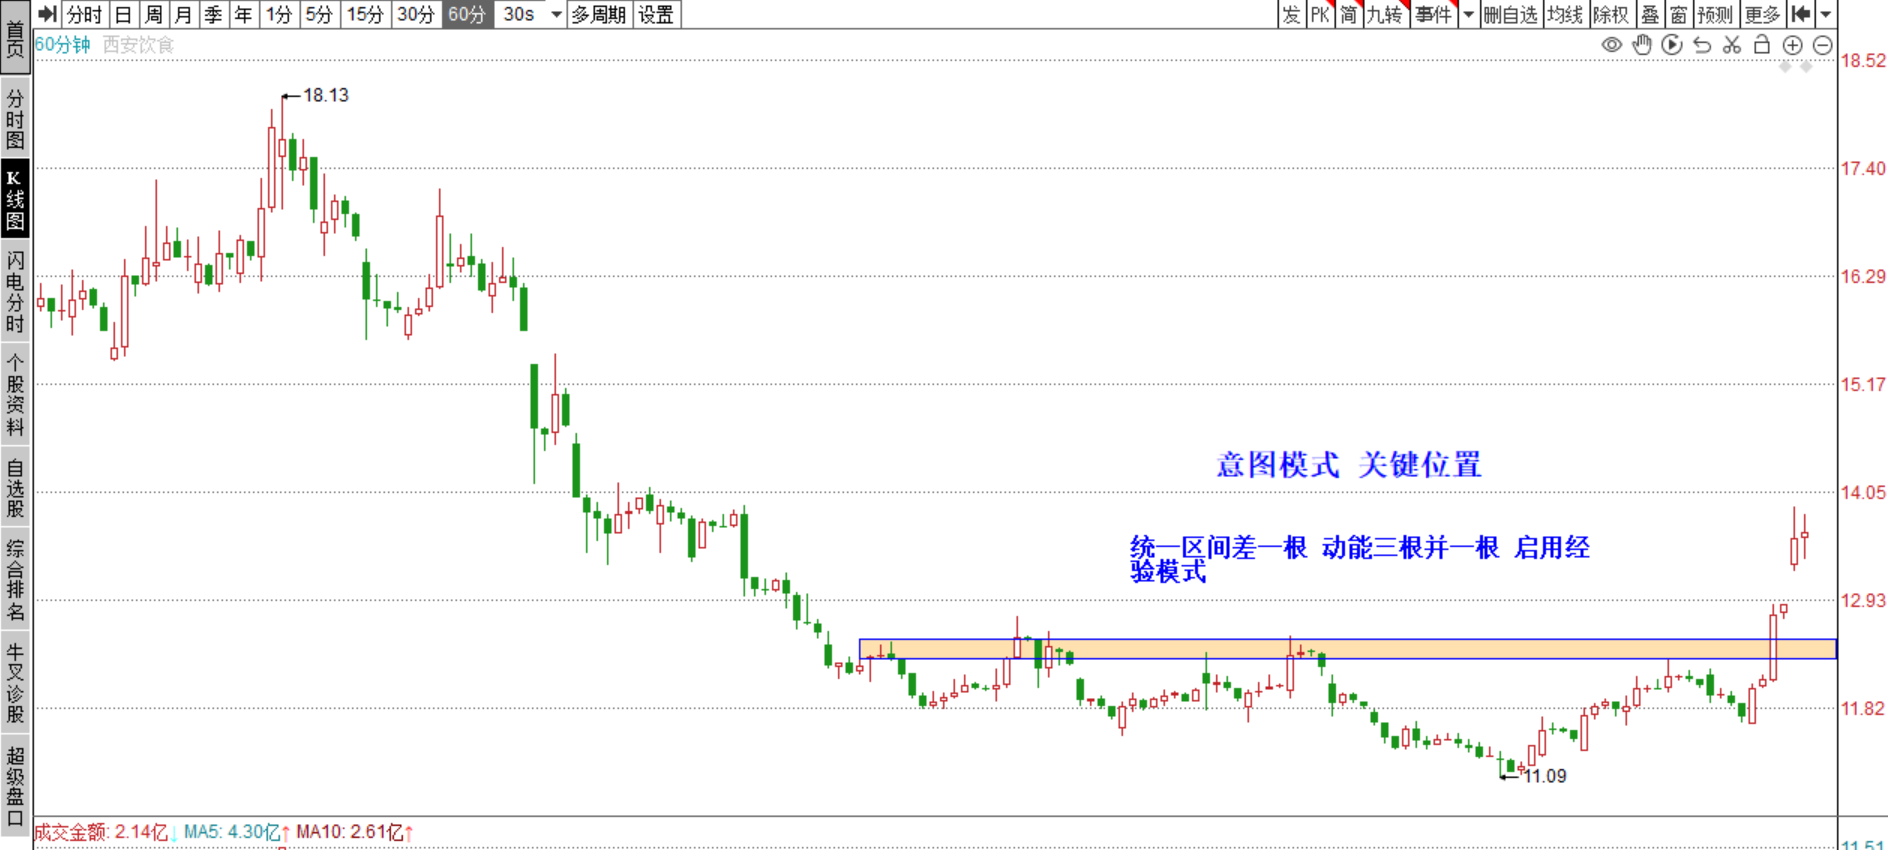 分时 日 周 月 季 年 1分 5分 15分 30分 60分 30s 多周期 设置 发 PK 简 九转 事件 删自选 均线 除权 叠 窗 预测 更多
60分钟 西安饮食
首页
分时图
K线图
闪电分时
个股资料
自选股
综合排名
牛叉诊股
超级盘口
18.52
18.13
17.40
16.29
15.17
意图模式 关键位置
14.05
统一区间差一根 动能三根并一根 启用经
验模式
12.93
11.82
11.09
成交金额: 2.14亿↓ MA5: 4.30亿↑ MA10: 2.61亿↑
11.51